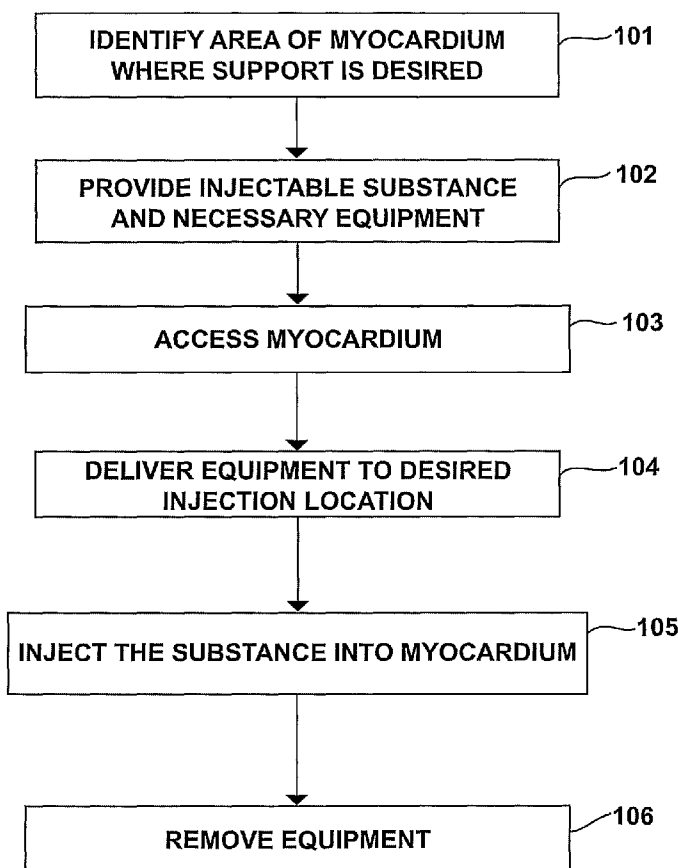 IDENTIFY AREA OF MYOCARDIUM
WHERE SUPPORT IS DESIRED
101
PROVIDE INJECTABLE SUBSTANCE
AND NECESSARY EQUIPMENT
102
ACCESS MYOCARDIUM
103
DELIVER EQUIPMENT TO DESIRED
INJECTION LOCATION
104
INJECT THE SUBSTANCE INTO MYOCARDIUM
105
REMOVE EQUIPMENT
106